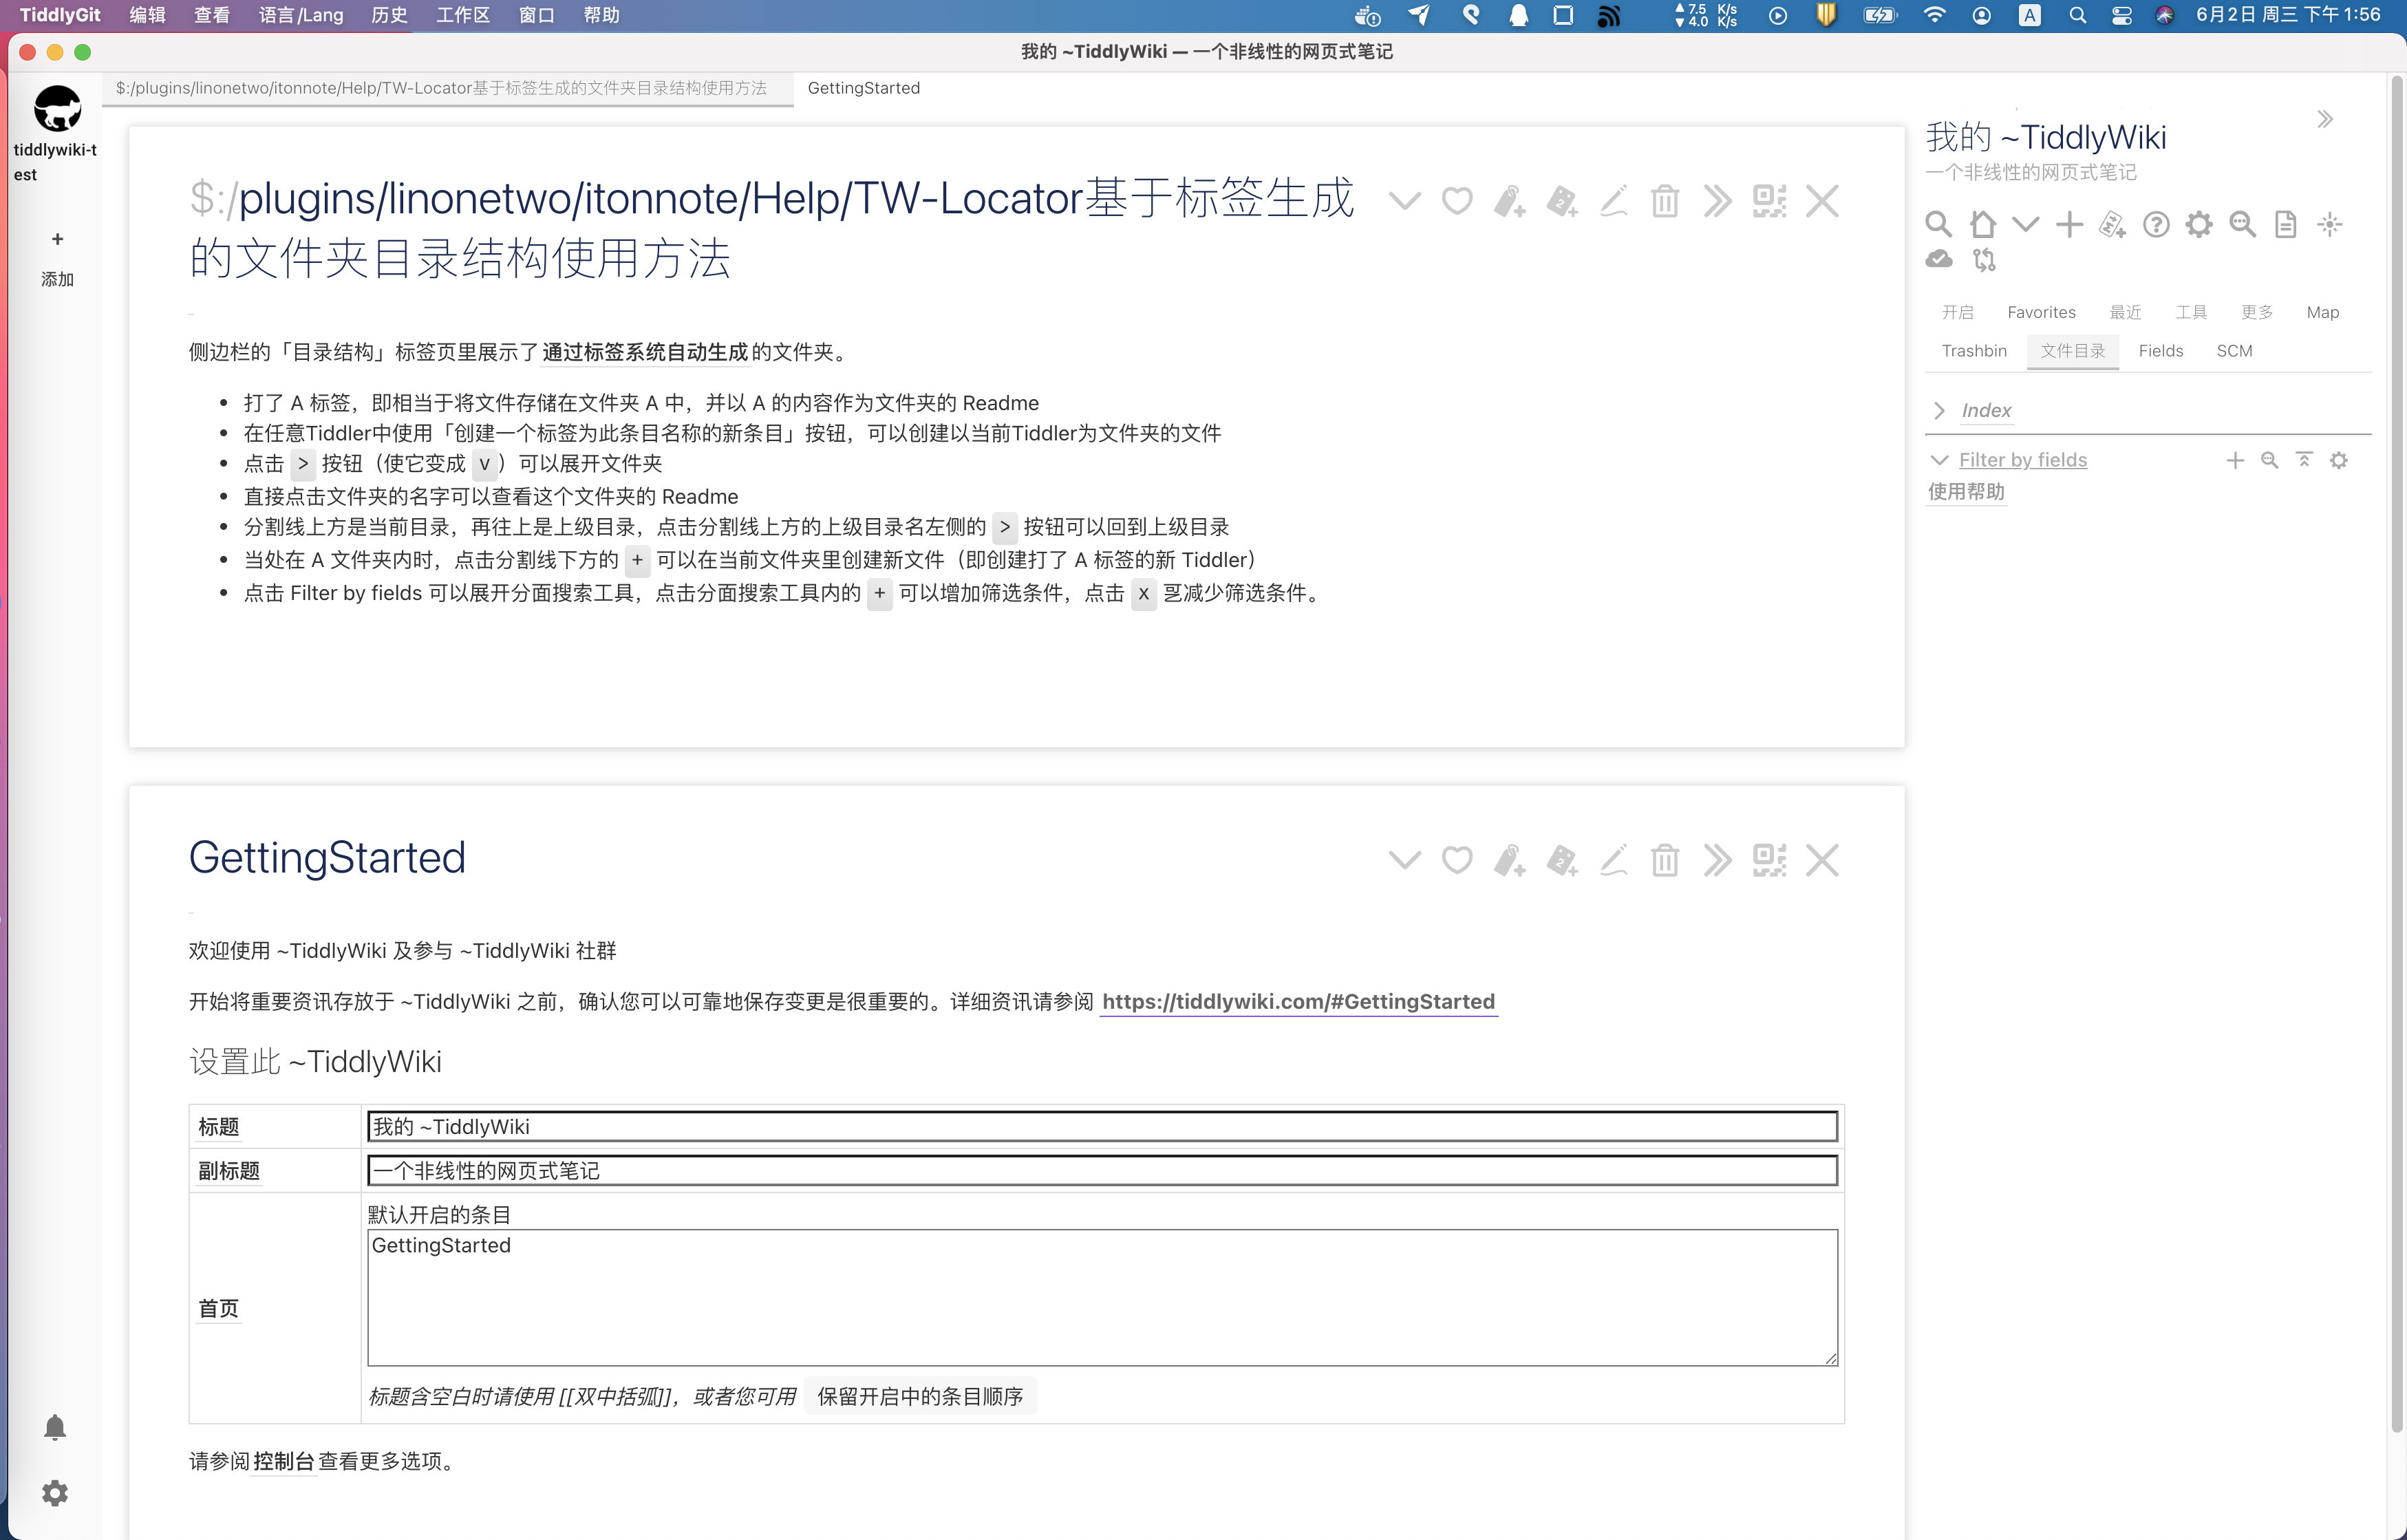 TiddlyGit 编辑 查看 语言/Lang 历史 工作区 窗口 帮助 7.5 K/s 4.0 K/s A 6月2日 周三 下午1:56
我的 ~TiddlyWiki — 一个非线性的网页式笔记
tiddlywiki-t
est
+
添加
$:/plugins/linonetwo/itonnote/Help/TW-Locator基于标签生成的文件夹目录结构使用方法 GettingStarted
$:/plugins/linonetwo/itonnote/Help/TW-Locator基于标签生成
的文件夹目录结构使用方法
侧边栏的「目录结构」标签页里展示了 通过标签系统自动生成 的文件夹。
• 打了 A 标签，即相当于将文件存储在文件夹 A 中，并以 A 的内容作为文件夹的 Readme
• 在任意Tiddler中使用「创建一个标签为此条目名称的新条目」按钮，可以创建以当前Tiddler为文件夹的文件
• 点击 > 按钮（使它变成 v ）可以展开文件夹
• 直接点击文件夹的名字可以查看这个文件夹的 Readme
• 分割线上方是当前目录，再往上是上级目录，点击分割线上方的上级目录名左侧的 > 按钮可以回到上级目录
• 当处在 A 文件夹内时，点击分割线下方的 + 可以在当前文件夹里创建新文件（即创建打了 A 标签的新 Tiddler）
• 点击 Filter by fields 可以展开分面搜索工具，点击分面搜索工具内的 + 可以增加筛选条件，点击 x 减少筛选条件。
GettingStarted
欢迎使用 ~TiddlyWiki 及参与 ~TiddlyWiki 社群
开始将重要资讯存放于 ~TiddlyWiki 之前，确认您可以可靠地保存变更是很重要的。详细资讯请参阅 https://tiddlywiki.com/#GettingStarted
设置此 ~TiddlyWiki
标题 我的 ~TiddlyWiki
副标题 一个非线性的网页式笔记
首页
默认开启的条目
GettingStarted
标题含空白时请使用 [[双中括弧]]，或者您可用 保留开启中的条目顺序
请参阅 控制台 查看更多选项。
我的 ~TiddlyWiki
一个非线性的网页式笔记
开启 Favorites 最近 工具 更多 Map
Trashbin 文件目录 Fields SCM
Index
Filter by fields
使用帮助